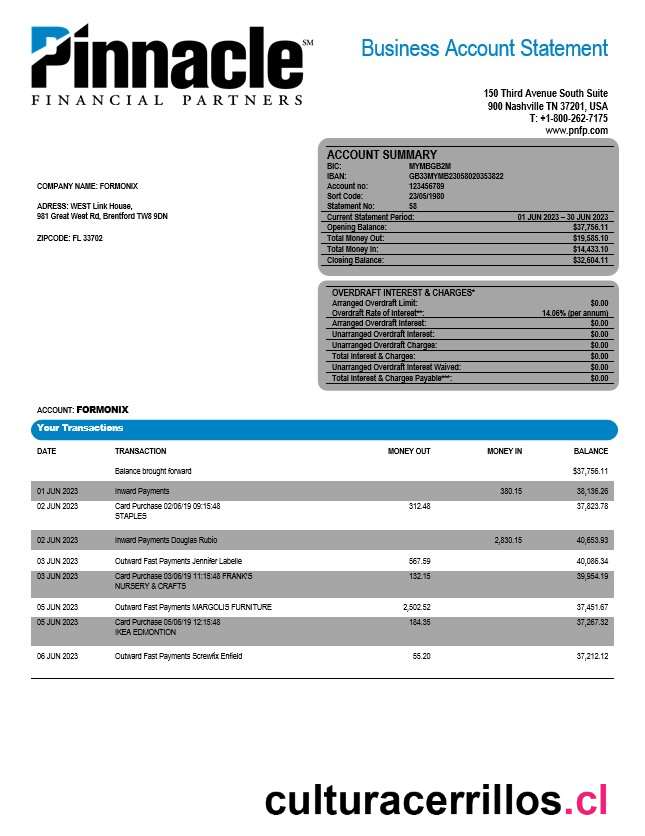 Pinnacle SM
FINANCIAL PARTNERS
Business Account Statement
150 Third Avenue South Suite
900 Nashville TN 37201, USA
T: +1-800-262-7175
www.pnfp.com
COMPANY NAME: FORMONIX
ADRESS: WEST Link House,
981 Great West Rd, Brentford TW8 9DN
ZIPCODE: FL 33702
ACCOUNT SUMMARY
BIC: MYMBGB2M
IBAN: GB33MYMB23058020353822
Account no: 123456789
Sort Code: 23/05/1980
Statement No: 58
Current Statement Period: 01 JUN 2023 – 30 JUN 2023
Opening Balance: $37,756.11
Total Money Out: $19,585.10
Total Money In: $14,433.10
Closing Balance: $32,604.11
OVERDRAFT INTEREST & CHARGES*
Arranged Overdraft Limit: $0.00
Overdraft Rate of Interest**: 14.06% (per annum)
Arranged Overdraft Interest: $0.00
Unarranged Overdraft Interest: $0.00
Unarranged Overdraft Charges: $0.00
Total Interest & Charges: $0.00
Unarranged Overdraft Interest Waived: $0.00
Total Interest & Charges Payable***: $0.00
ACCOUNT: FORMONIX
Your Transactions
DATE TRANSACTION MONEY OUT MONEY IN BALANCE
Balance brought forward $37,756.11
01 JUN 2023 Inward Payments 380.15 38,136.26
02 JUN 2023 Card Purchase 02/06/19 09:15:48 312.48 37,823.78
STAPLES
02 JUN 2023 Inward Payments Douglas Rubio 2,830.15 40,653.93
03 JUN 2023 Outward Fast Payments Jennifer Labelle 567.59 40,086.34
03 JUN 2023 Card Purchase 03/06/19 11:15:48 FRANK'S 132.15 39,954.19
NURSERY & CRAFTS
05 JUN 2023 Outward Fast Payments MARGOLIS FURNITURE 2,502.52 37,451.67
05 JUN 2023 Card Purchase 05/06/19 12:15:48 184.35 37,267.32
IKEA EDMONTION
06 JUN 2023 Outward Fast Payments Screwfix Enfield 55.20 37,212.12
culturacerrillos.cl